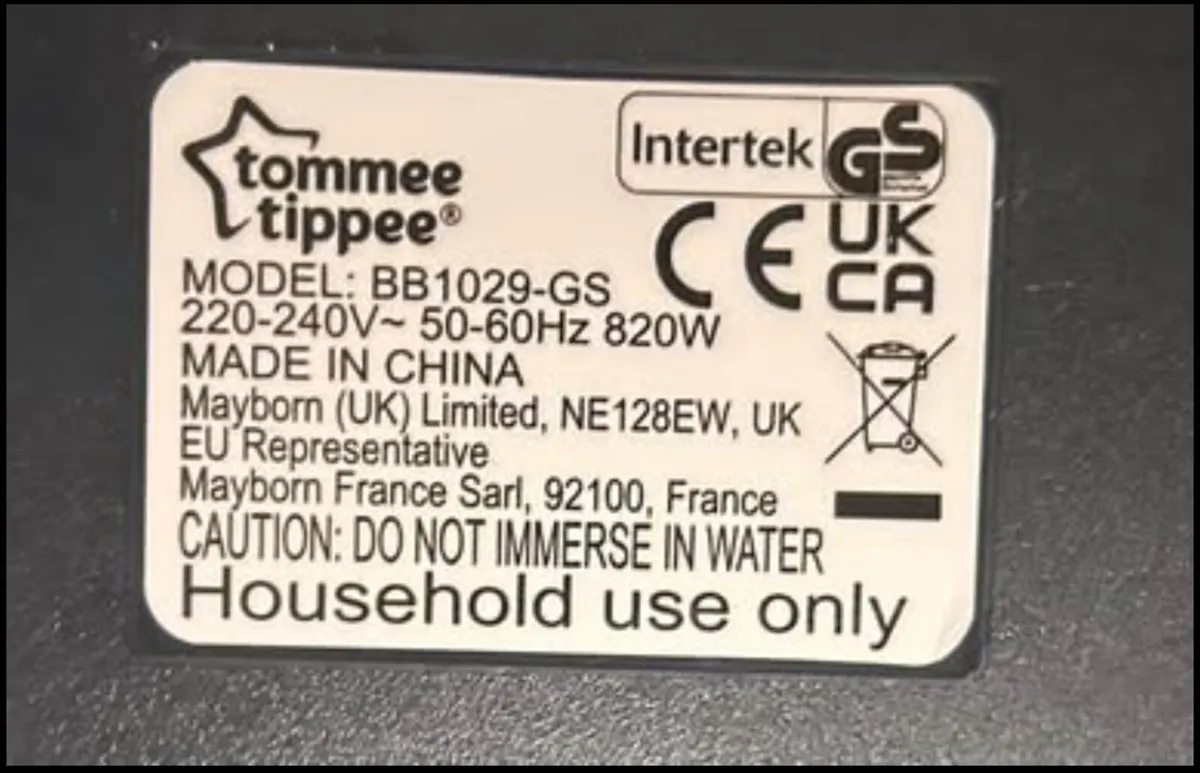 tommee
tippee®
Intertek GS
CE UK
CA
MODEL: BB1029-GS
220-240V~ 50-60Hz 820W
MADE IN CHINA
Mayborn (UK) Limited, NE128EW, UK
EU Representative
Mayborn France Sarl, 92100, France
CAUTION: DO NOT IMMERSE IN WATER
Household use only